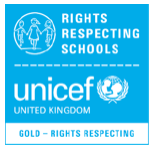 RIGHTS
RESPECTING
SCHOOLS
unicef
UNITED KINGDOM
GOLD – RIGHTS RESPECTING